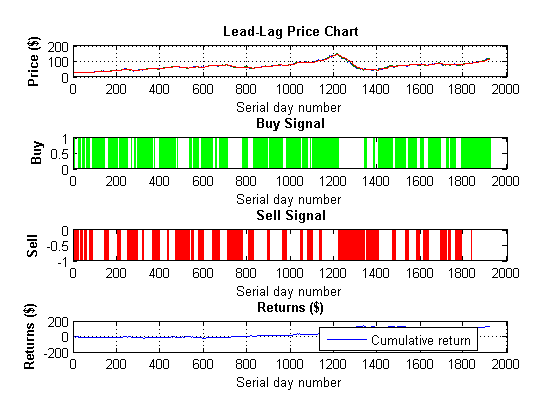 Lead-Lag Price Chart
Price ($)
200
100
0
0 200 400 600 800 1000 1200 1400 1600 1800 2000
Serial day number
Buy Signal
Buy
1
0.5
0
0 200 400 600 800 1000 1200 1400 1600 1800 2000
Serial day number
Sell Signal
Sell
0
-0.5
-1
0 200 400 600 800 1000 1200 1400 1600 1800 2000
Serial day number
Returns ($)
Returns ($)
200
0
-200
Cumulative return
0 200 400 600 800 1000 1200 1400 1600 1800 2000
Serial day number